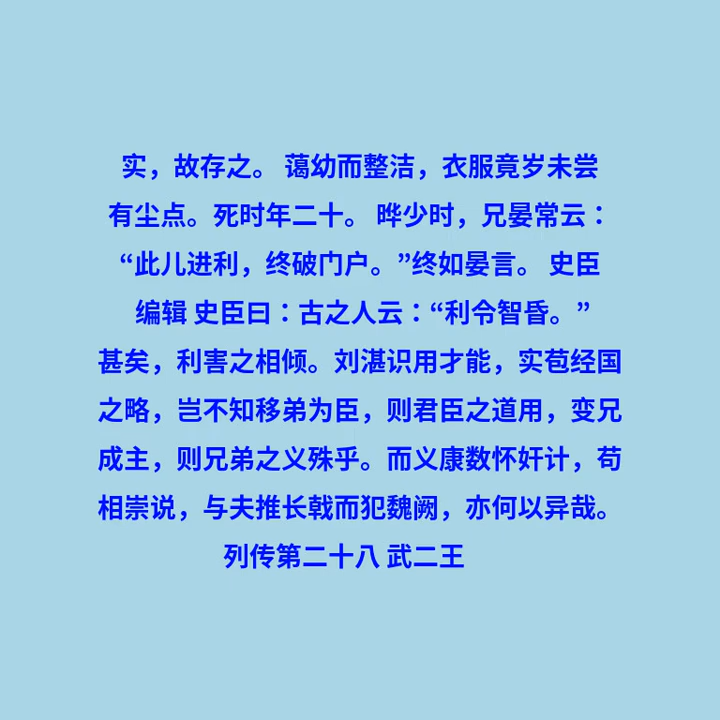 实，故存之。 蔼幼而整洁，衣服竟岁未尝
有尘点。死时年二十。 晔少时，兄晏常云：
“此儿进利，终破门户。”终如晏言。 史臣
编辑 史臣曰：古之人云：“利令智昏。”
甚矣，利害之相倾。刘湛识用才能，实苞经国
之略，岂不知移弟为臣，则君臣之道用，变兄
成主，则兄弟之义殊乎。而义康数怀奸计，苟
相崇说，与夫推长戟而犯魏阙，亦何以异哉。
列传第二十八 武二王